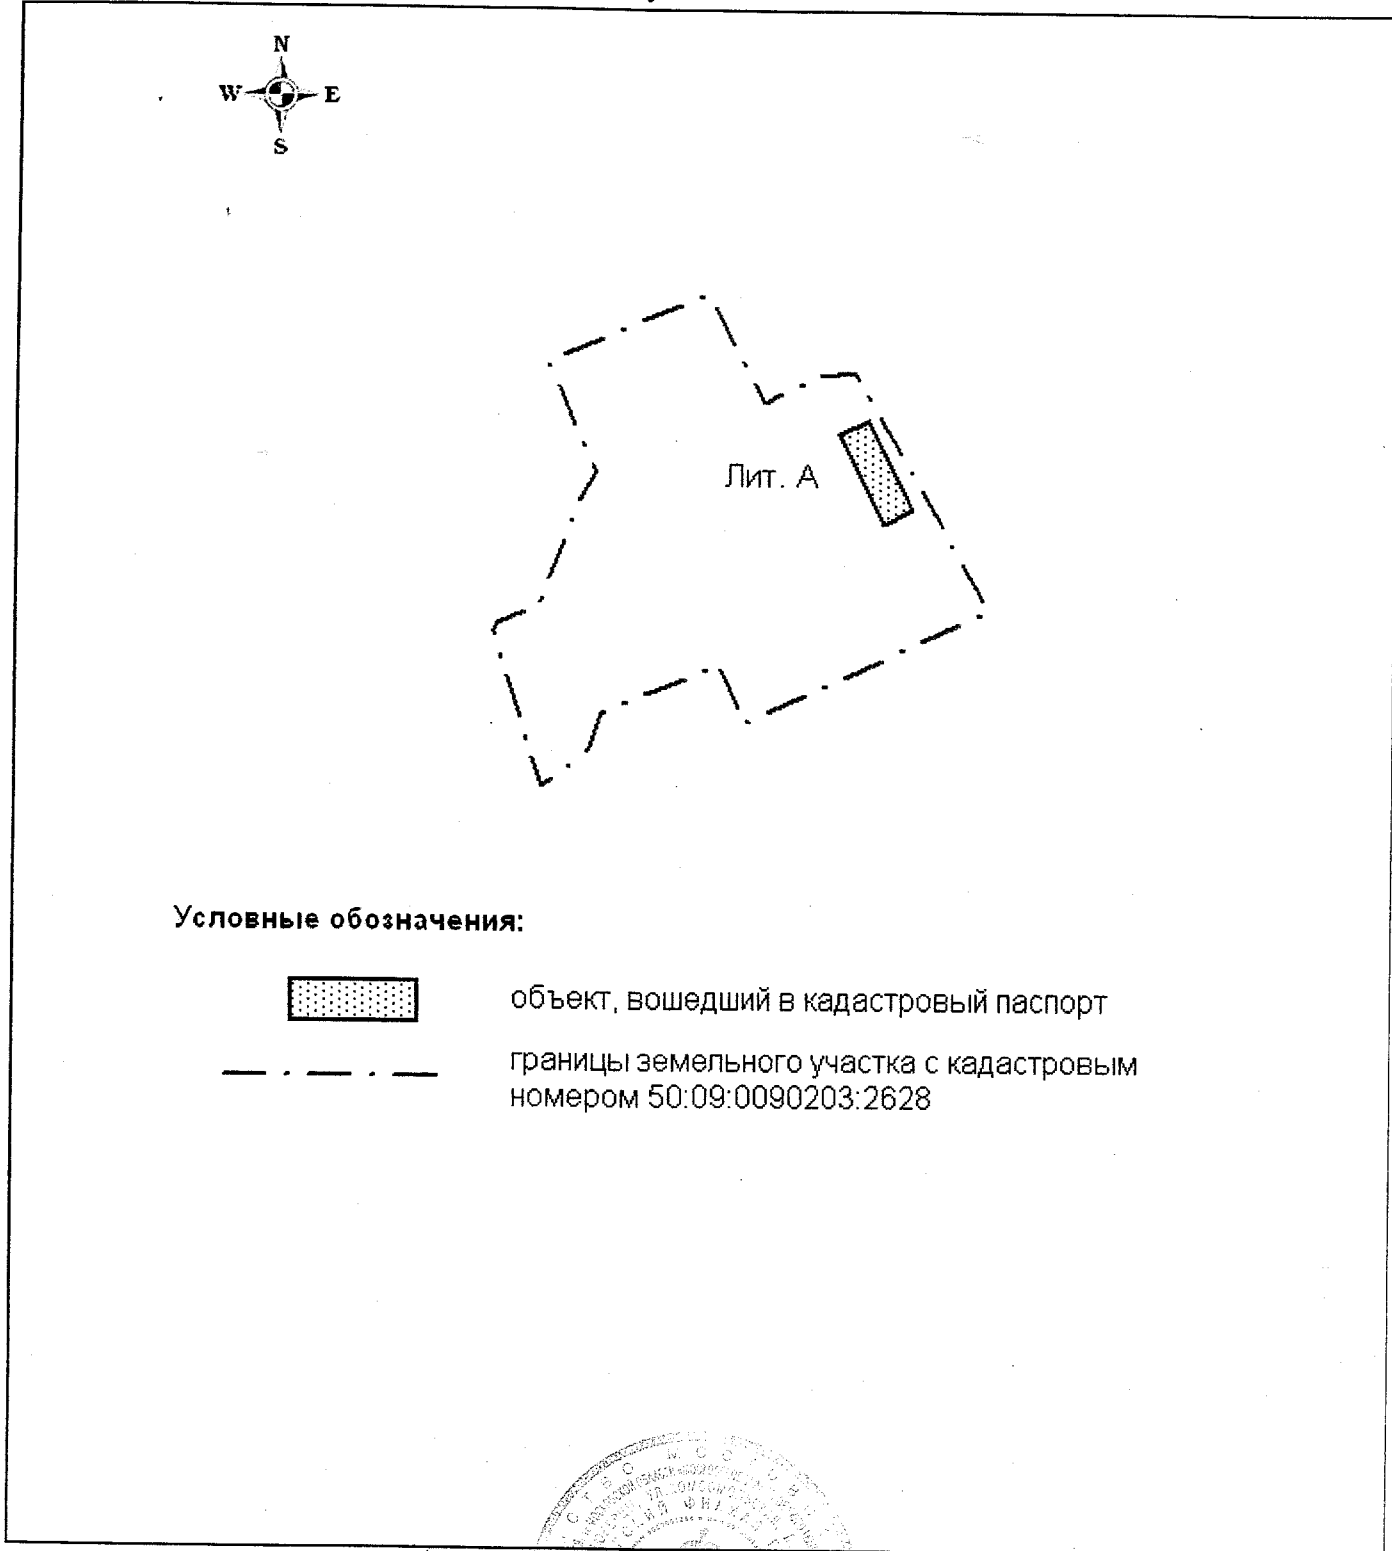 N
W E
S
Лит. А
Условные обозначения:
объект, вошедший в кадастровый паспорт
границы земельного участка с кадастровым
номером 50:09:0090203:2628